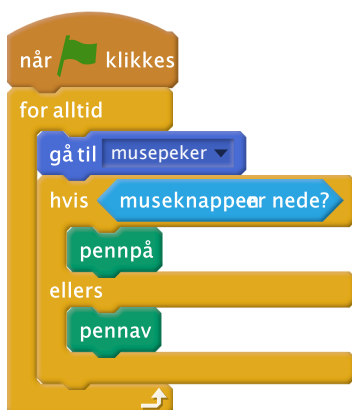 når klikkes
for alltid
gå til musepeker
hvis museknappen er nede?
pennpå
ellers
pennav